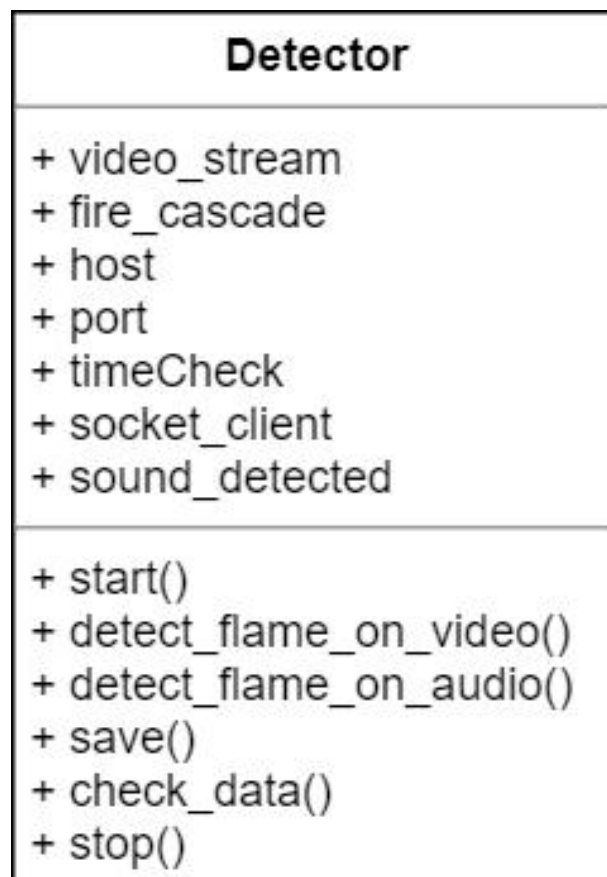 Detector
+ video_stream
+ fire_cascade
+ host
+ port
+ timeCheck
+ socket_client
+ sound_detected
+ start()
+ detect_flame_on_video()
+ detect_flame_on_audio()
+ save()
+ check_data()
+ stop()